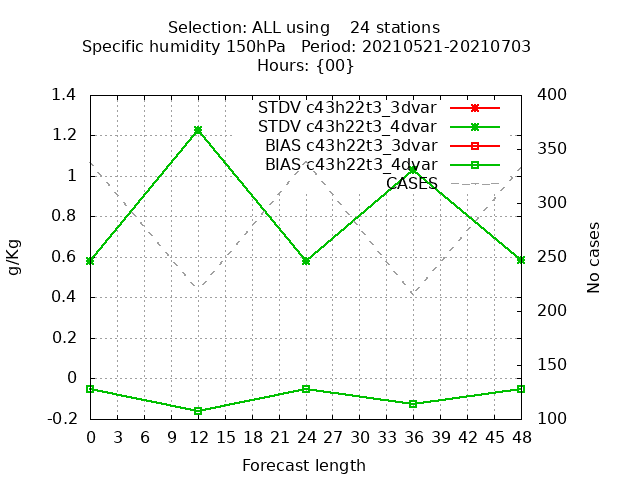 Selection: ALL using    24 stations
Specific humidity 150hPa   Period: 20210521-20210703
Hours: {00}
STDV c43h22t3_3dvar
STDV c43h22t3_4dvar
BIAS c43h22t3_3dvar
BIAS c43h22t3_4dvar
CASES
1.4
1.2
1
0.8
0.6
0.4
0.2
0
-0.2
g/Kg
400
350
300
250
200
150
100
No cases
0 3 6 9 12 15 18 21 24 27 30 33 36 39 42 45 48
Forecast length